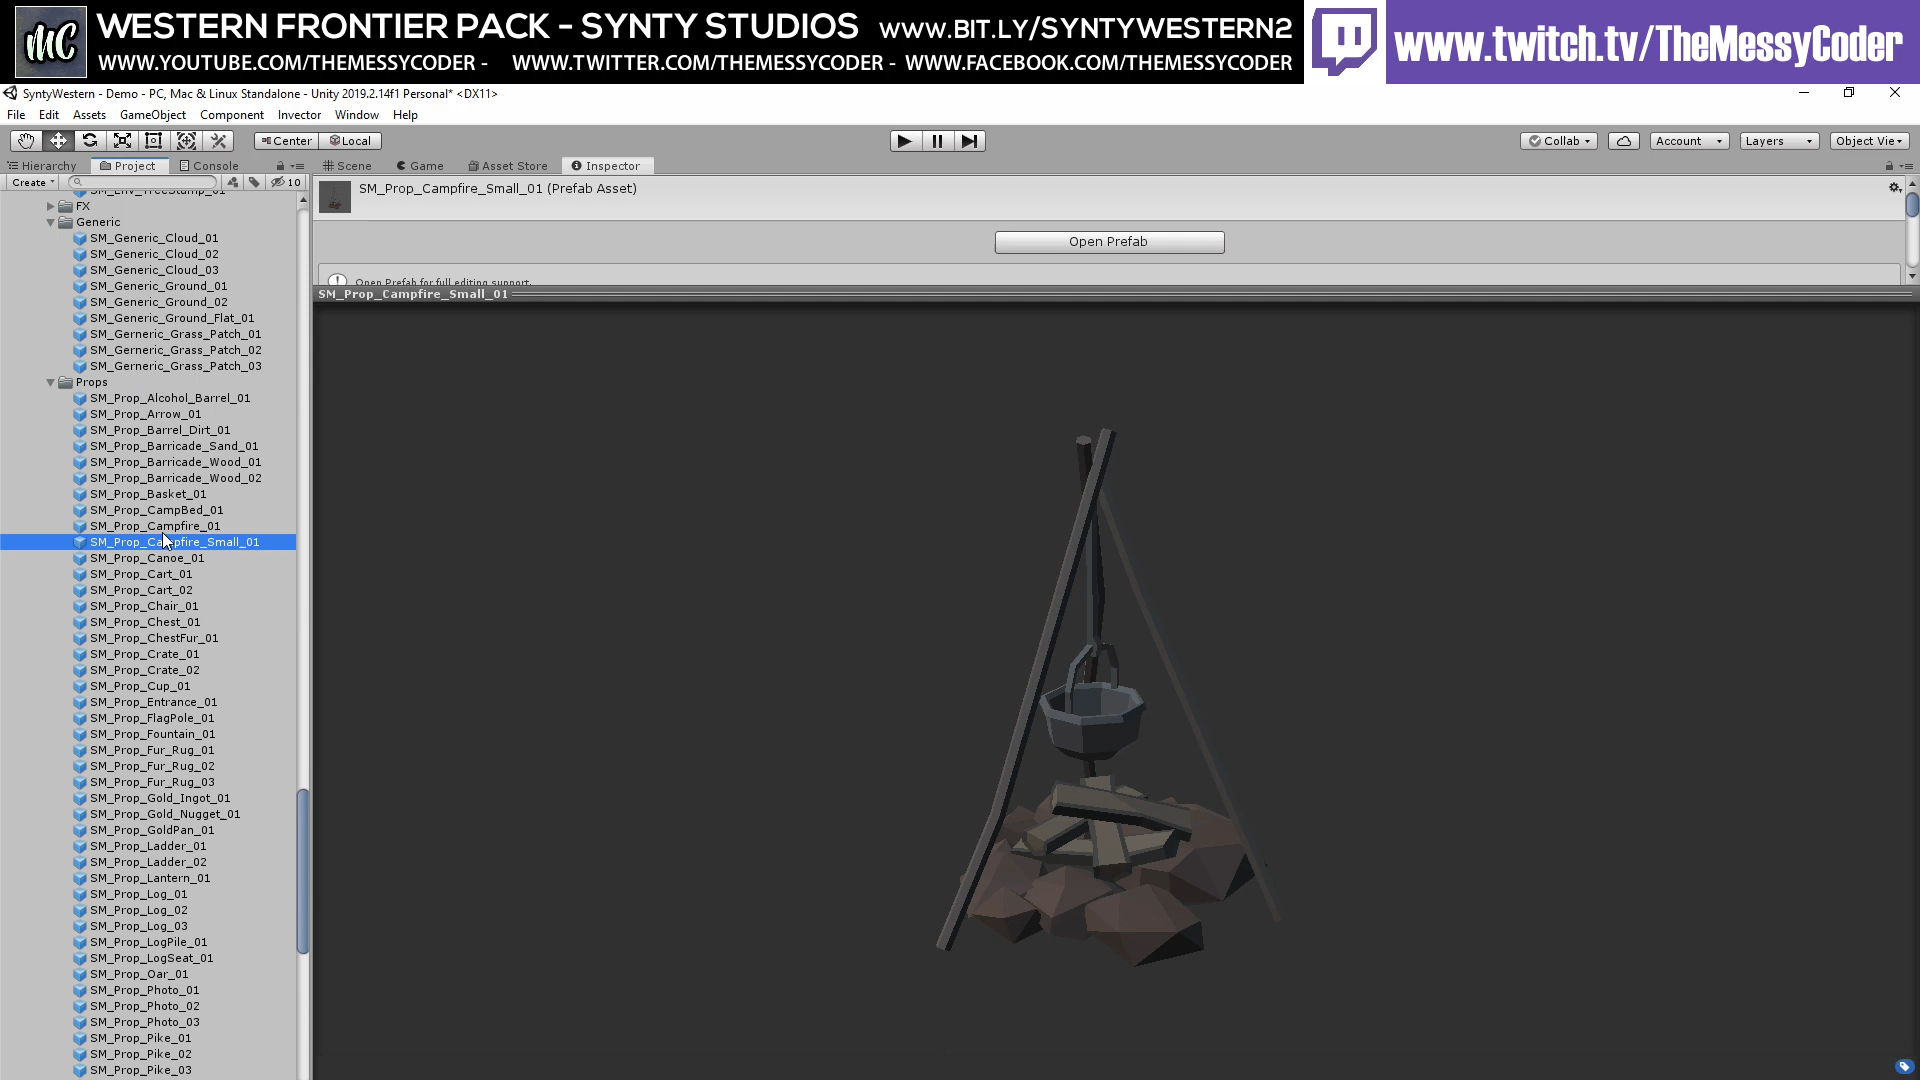 MC
WESTERN FRONTIER PACK - SYNTY STUDIOS www.BIT.LY/SYNTYWESTERN2
WWW.YOUTUBE.COM/THEMESSYCODER - WWW.TWITTER.COM/THEMESSYCODER - WWW.FACEBOOK.COM/THEMESSYCODER
www.twitch.tv/TheMessyCoder
SyntyWestern - Demo - PC, Mac & Linux Standalone - Unity 2019.2.14f1 Personal* <DX11>
File Edit Assets GameObject Component Invector Window Help
Center Local Collab Account Layers Object Vie
Hierarchy Project Console Scene Game Asset Store Inspector
Create 10
SM_Env_TreeStump_01
FX
Generic
SM_Generic_Cloud_01
SM_Generic_Cloud_02
SM_Generic_Cloud_03
SM_Generic_Ground_01
SM_Generic_Ground_02
SM_Generic_Ground_Flat_01
SM_Gerneric_Grass_Patch_01
SM_Gerneric_Grass_Patch_02
SM_Gerneric_Grass_Patch_03
Props
SM_Prop_Alcohol_Barrel_01
SM_Prop_Arrow_01
SM_Prop_Barrel_Dirt_01
SM_Prop_Barricade_Sand_01
SM_Prop_Barricade_Wood_01
SM_Prop_Barricade_Wood_02
SM_Prop_Basket_01
SM_Prop_CampBed_01
SM_Prop_Campfire_01
SM_Prop_Campfire_Small_01
SM_Prop_Canoe_01
SM_Prop_Cart_01
SM_Prop_Cart_02
SM_Prop_Chair_01
SM_Prop_Chest_01
SM_Prop_ChestFur_01
SM_Prop_Crate_01
SM_Prop_Crate_02
SM_Prop_Cup_01
SM_Prop_Entrance_01
SM_Prop_FlagPole_01
SM_Prop_Fountain_01
SM_Prop_Fur_Rug_01
SM_Prop_Fur_Rug_02
SM_Prop_Fur_Rug_03
SM_Prop_Gold_Ingot_01
SM_Prop_Gold_Nugget_01
SM_Prop_GoldPan_01
SM_Prop_Ladder_01
SM_Prop_Ladder_02
SM_Prop_Lantern_01
SM_Prop_Log_01
SM_Prop_Log_02
SM_Prop_Log_03
SM_Prop_LogPile_01
SM_Prop_LogSeat_01
SM_Prop_Oar_01
SM_Prop_Photo_01
SM_Prop_Photo_02
SM_Prop_Photo_03
SM_Prop_Pike_01
SM_Prop_Pike_02
SM_Prop_Pike_03
SM_Prop_Campfire_Small_01 (Prefab Asset)
Open Prefab
Open Prefab for full editing support.
SM_Prop_Campfire_Small_01